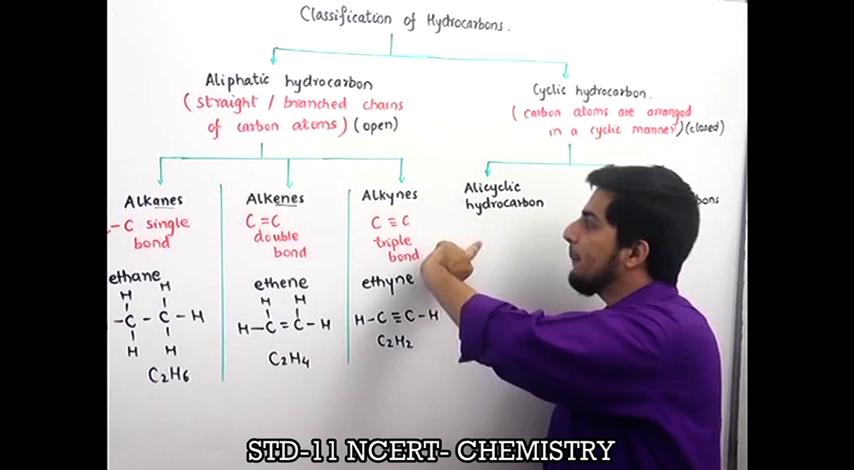 Classification of Hydrocarbons.
Aliphatic hydrocarbon
(straight / branched chains
of carbon atoms) (open)
Cyclic hydrocarbon.
(carbon atoms are arranged
in a cyclic manner) (closed)
Alkanes
-C single
bond
ethane
H H
-C-C-H
H H
C2H6
Alkenes
C=C
double
bond
ethene
H H
H-C=C-H
C2H4
Alkynes
C≡C
triple
bond
ethyne
H-C≡C-H
C2H2
Alicyclic
hydrocarbon
bons
STD-11 NCERT- CHEMISTRY